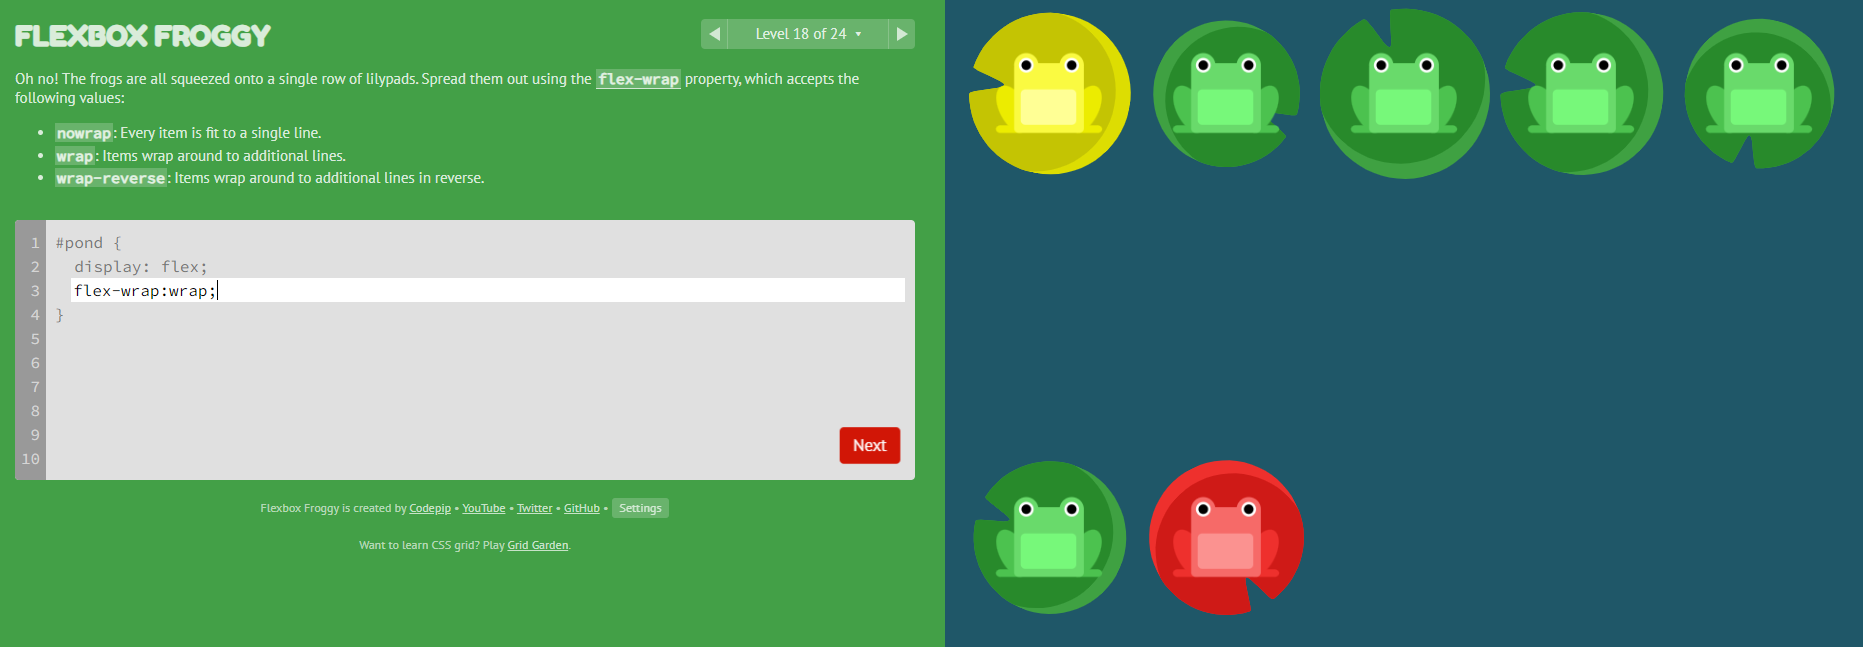 FLEXBOX FROGGY
Level 18 of 24
Oh no! The frogs are all squeezed onto a single row of lilypads. Spread them out using the flex-wrap property, which accepts the
following values:
• nowrap: Every item is fit to a single line.
• wrap: Items wrap around to additional lines.
• wrap-reverse: Items wrap around to additional lines in reverse.
1 #pond {
2 display: flex;
3 flex-wrap:wrap;
4 }
5
6
7
8
9
10
Next
Flexbox Froggy is created by Codepip • YouTube • Twitter • GitHub • Settings
Want to learn CSS grid? Play Grid Garden.